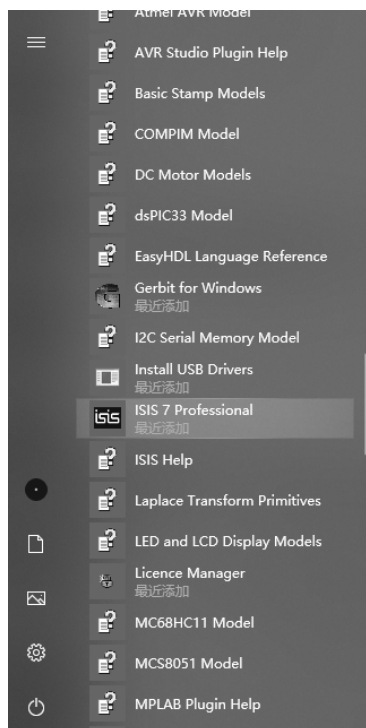 Atmel AVR Model
AVR Studio Plugin Help
Basic Stamp Models
COMPIM Model
DC Motor Models
dsPIC33 Model
EasyHDL Language Reference
Gerbit for Windows
最近添加
I2C Serial Memory Model
Install USB Drivers
最近添加
isis ISIS 7 Professional
最近添加
ISIS Help
Laplace Transform Primitives
LED and LCD Display Models
Licence Manager
最近添加
MC68HC11 Model
MCS8051 Model
MPLAB Plugin Help